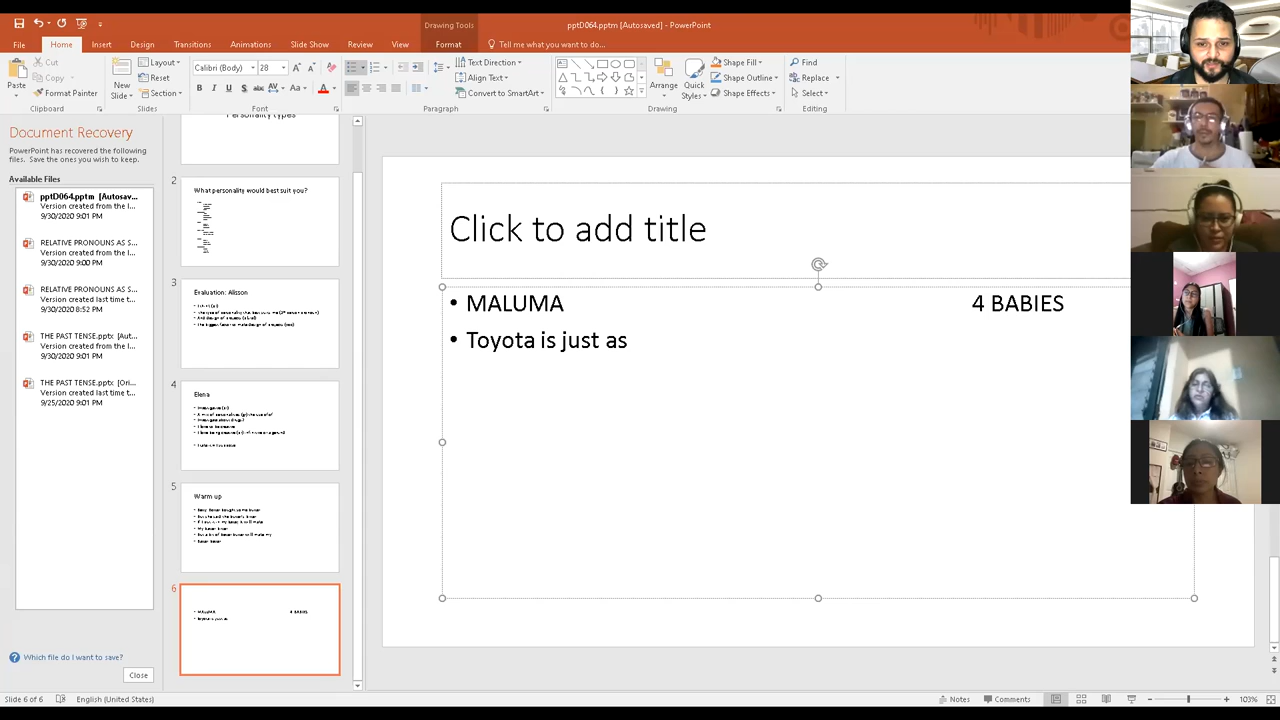 pptD064.pptm [Autosaved] - PowerPoint
Drawing Tools
File Home Insert Design Transitions Animations Slide Show Review View Format Tell me what you want to do...
Paste
Cut
Copy
Format Painter
Clipboard
New Slide
Layout
Reset
Section
Slides
Calibri (Body) 28
Font
Text Direction
Align Text
Convert to SmartArt
Paragraph
Arrange
Quick Styles
Shape Fill
Shape Outline
Shape Effects
Drawing
Find
Replace
Select
Editing
Document Recovery
PowerPoint has recovered the following
files. Save the ones you wish to keep.
Available Files
pptD064.pptm [Autosav...
Version created from the l...
9/30/2020 9:01 PM
RELATIVE PRONOUNS AS S...
Version created from the l...
9/30/2020 9:00 PM
RELATIVE PRONOUNS AS S...
Version created last time t...
9/30/2020 8:52 PM
THE PAST TENSE.pptx [Aut...
Version created from the l...
9/30/2020 9:01 PM
THE PAST TENSE.pptx [Ori...
Version created last time t...
9/25/2020 9:01 PM
Which file do I want to save?
Close
Personality types
2
What personality would best suit you?
3
Evaluation: Alisson
4
Elena
5
Warm up
6
MALUMA 4 BABIES
Toyota is just as
Click to add title
• MALUMA 4 BABIES
• Toyota is just as
Slide 6 of 6 English (United States) Notes Comments 103%